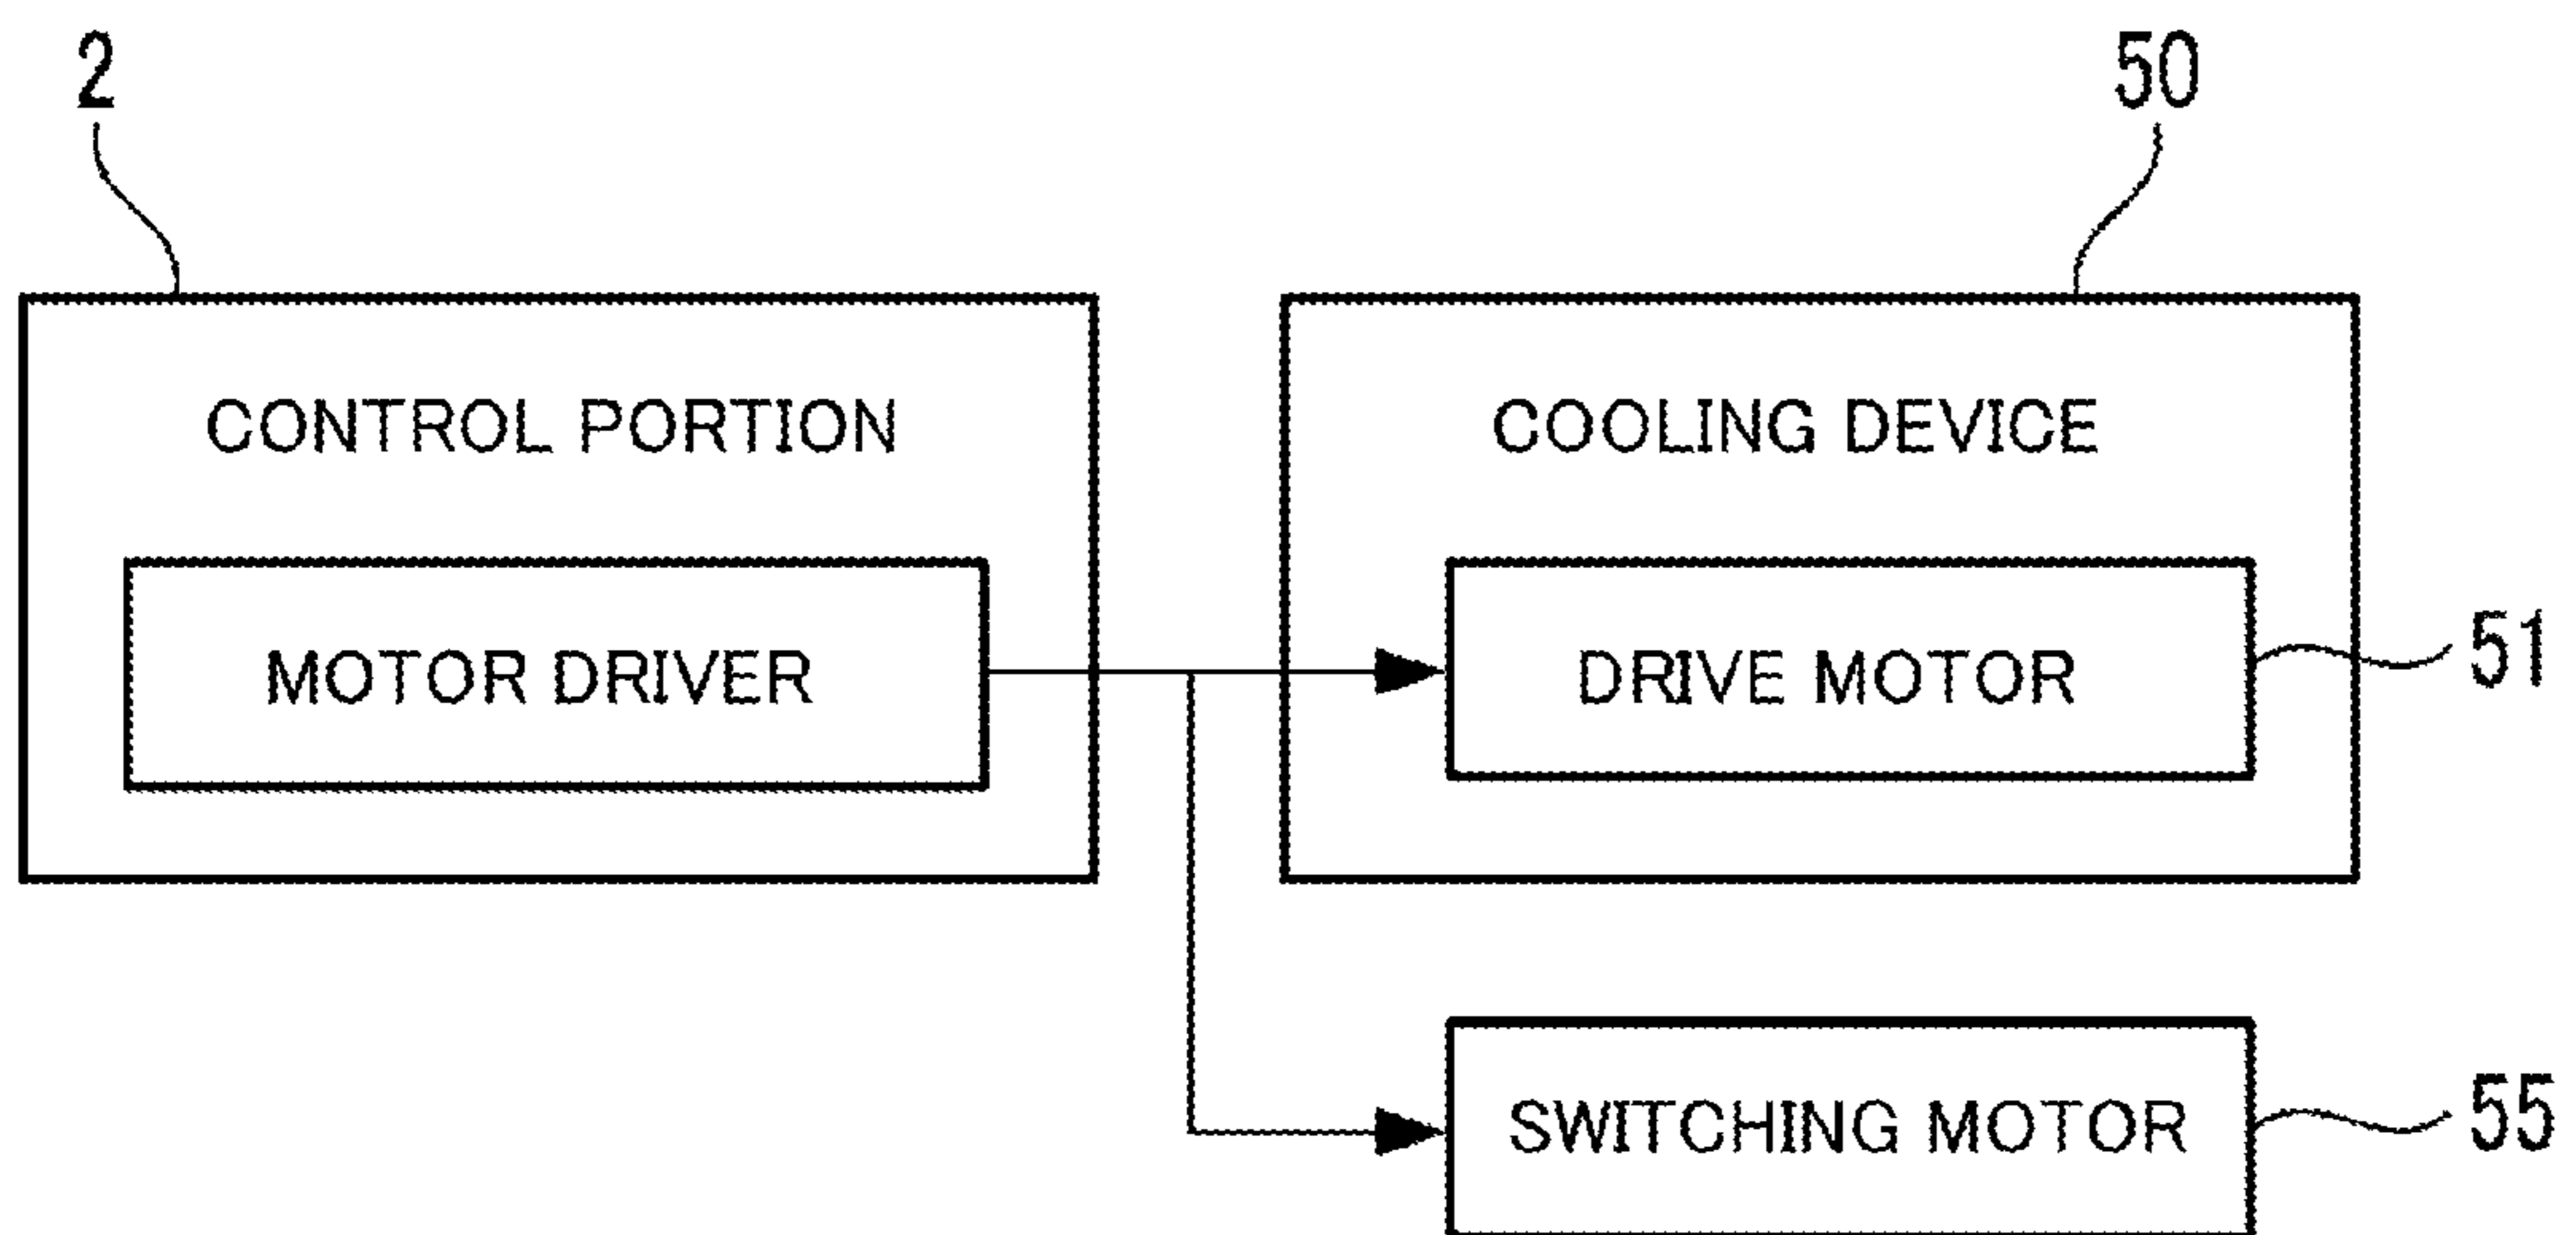 2
50
CONTROL PORTION
COOLING DEVICE
MOTOR DRIVER
DRIVE MOTOR
51
SWITCHING MOTOR
55